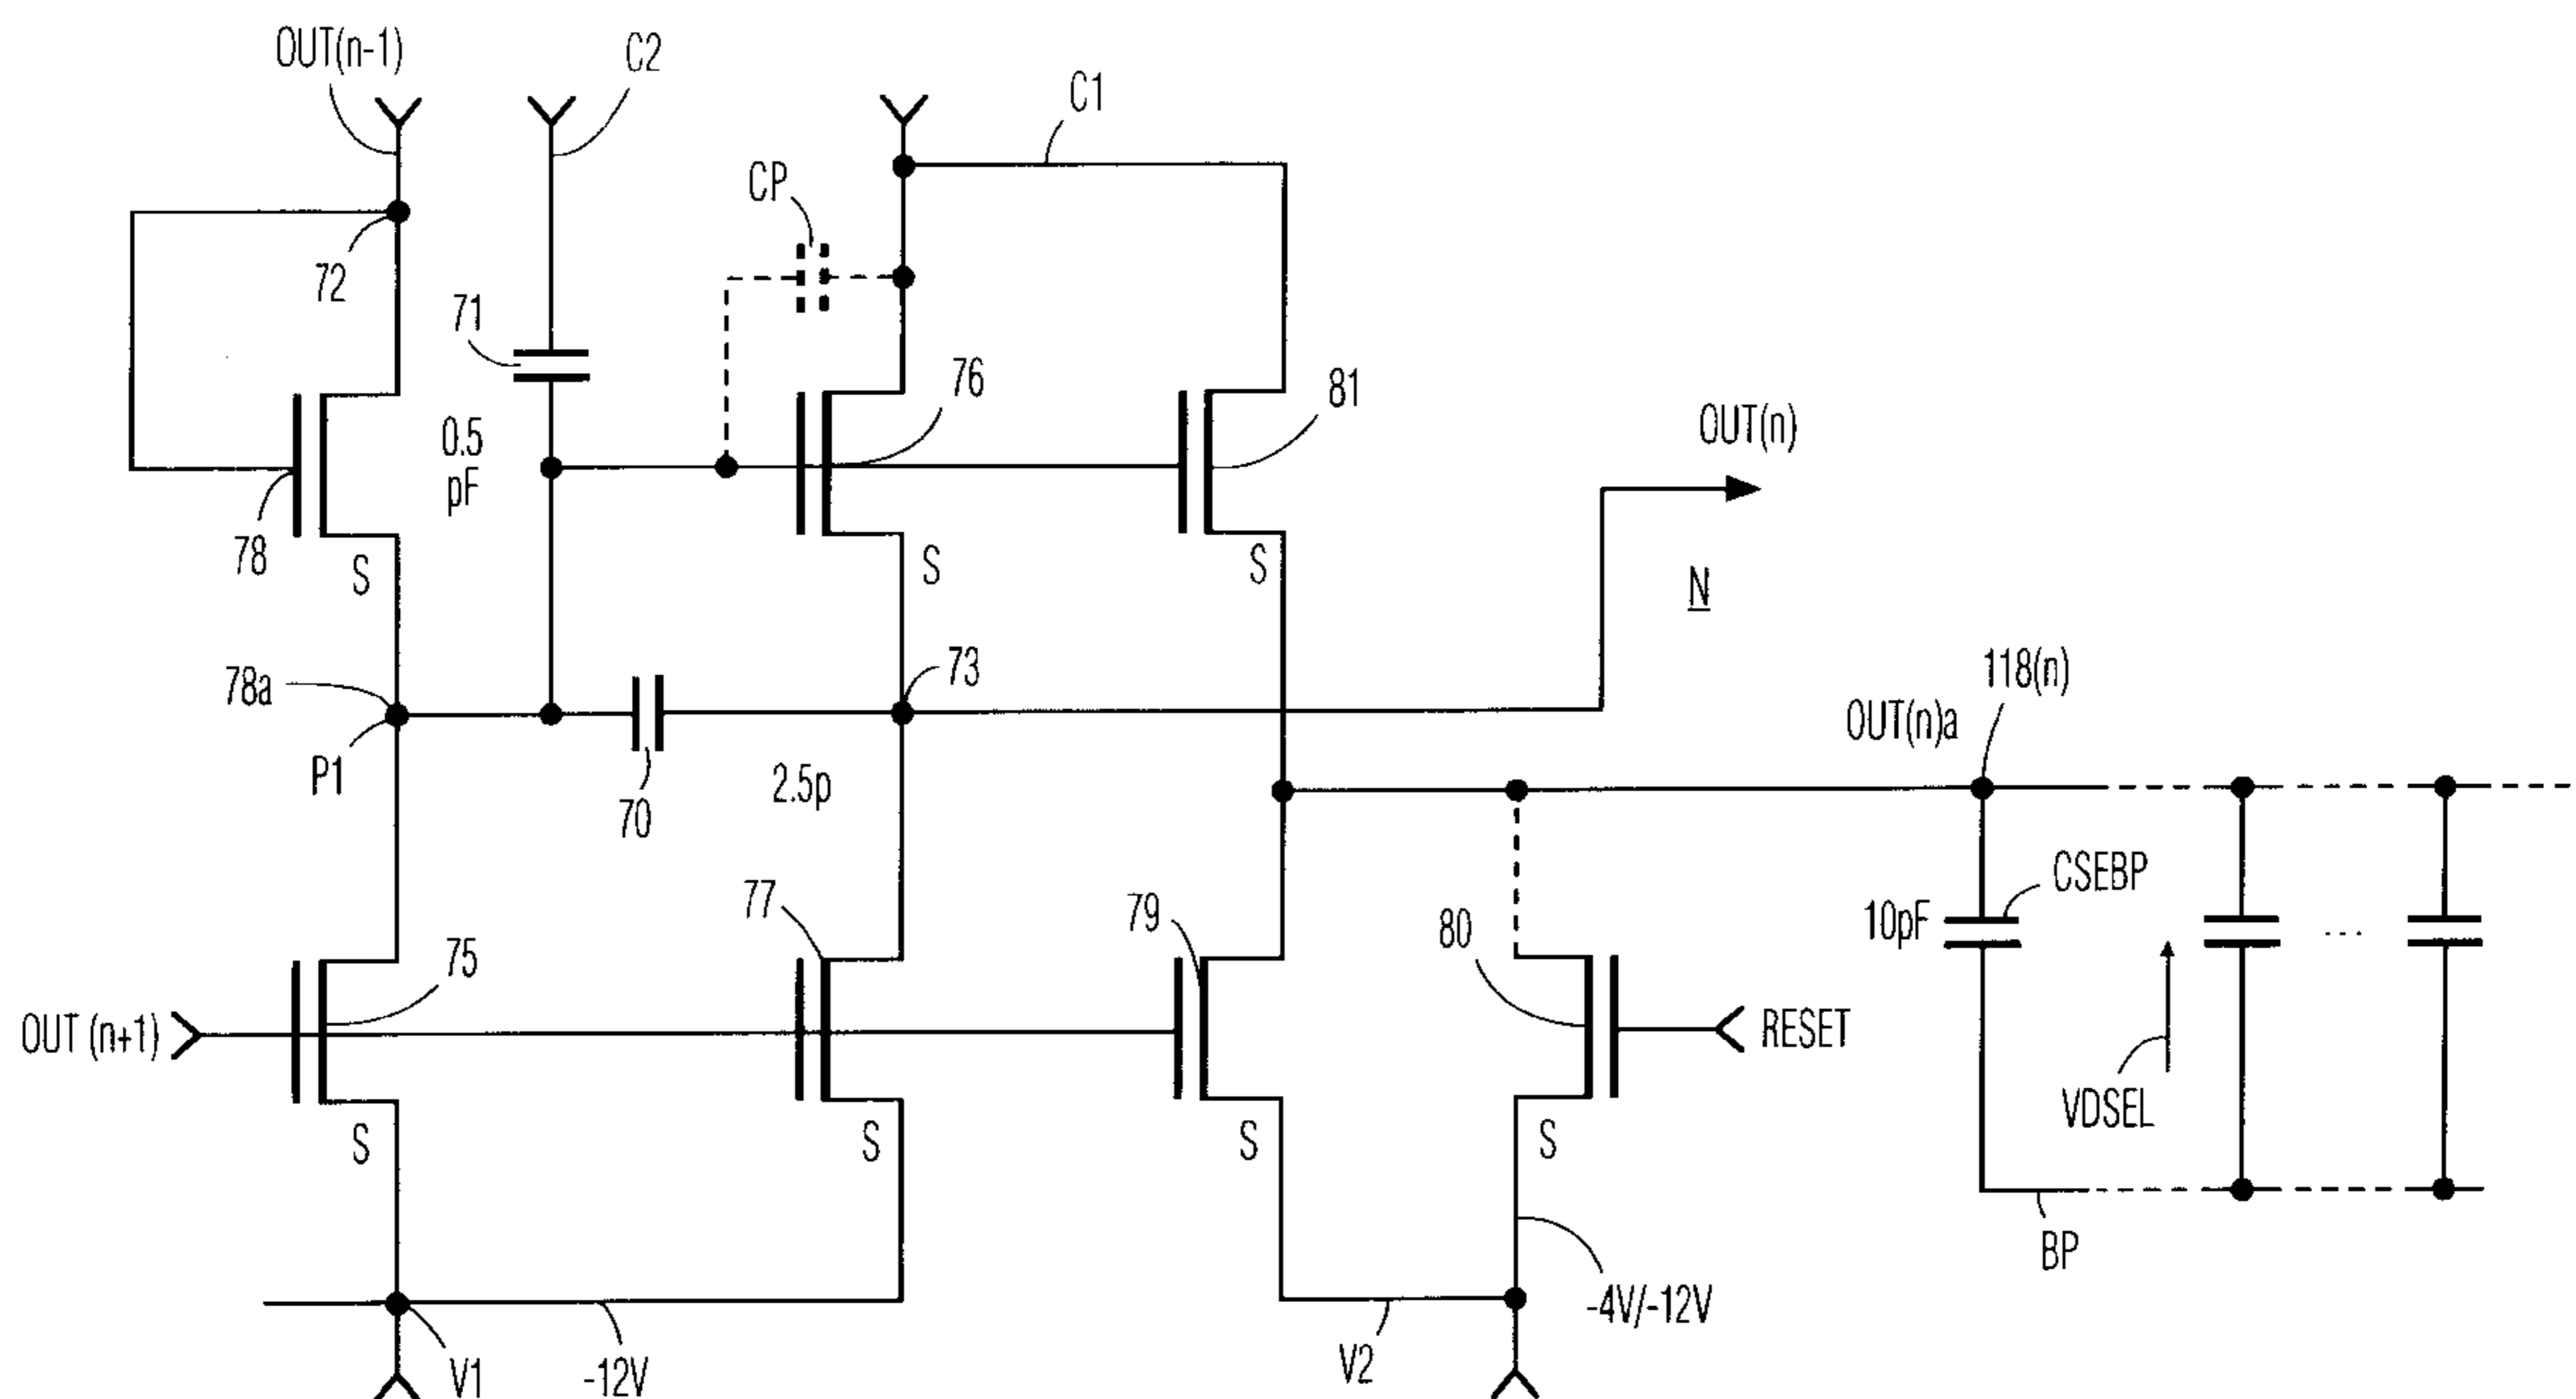 OUT(n-1)
C2
C1
CP
72
71
76
81
OUT(n)
0.5
pF
78
S
S
S
N
78a
73
118(n)
OUT(n)a
P1
2.5p
70
CSEBP
77
79
10pF
80
75
...
OUT (n+1)
RESET
VDSEL
S
S
S
S
BP
-4V/-12V
V1
-12V
V2